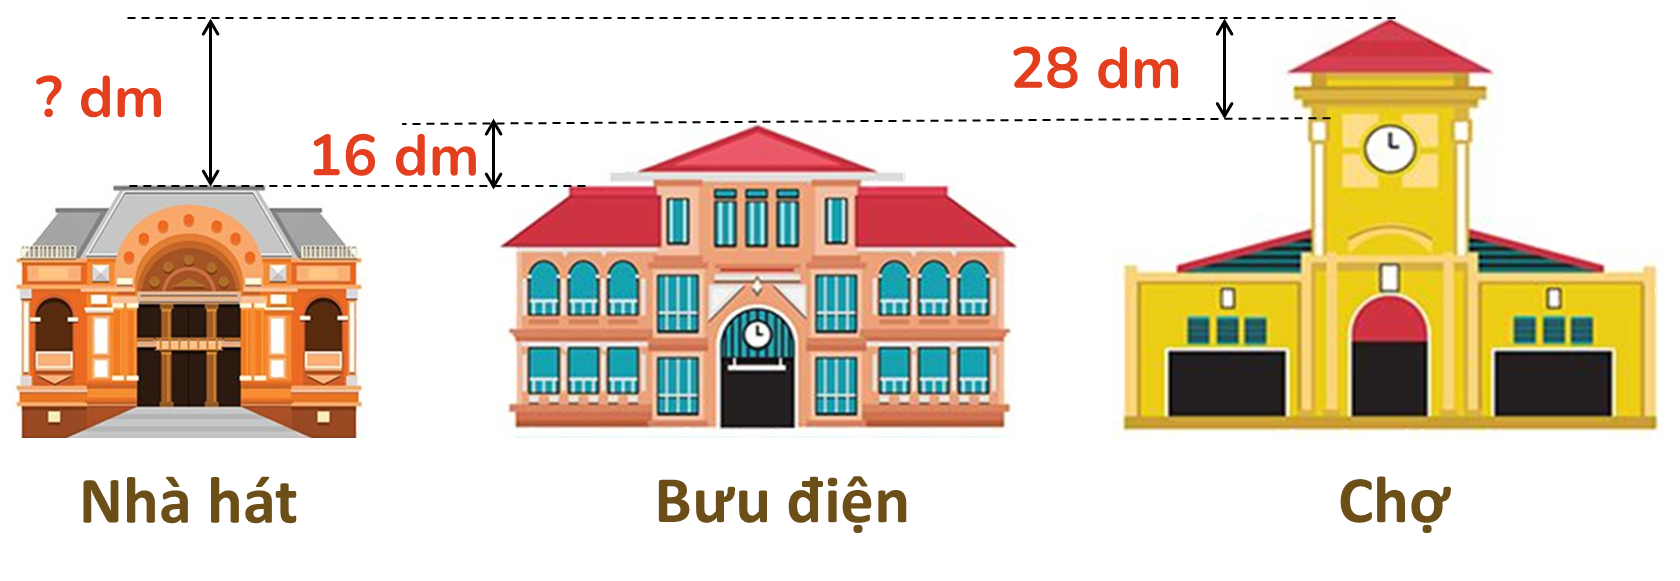 ? dm
16 dm
28 dm
Nhà hát
Bưu điện
Chợ